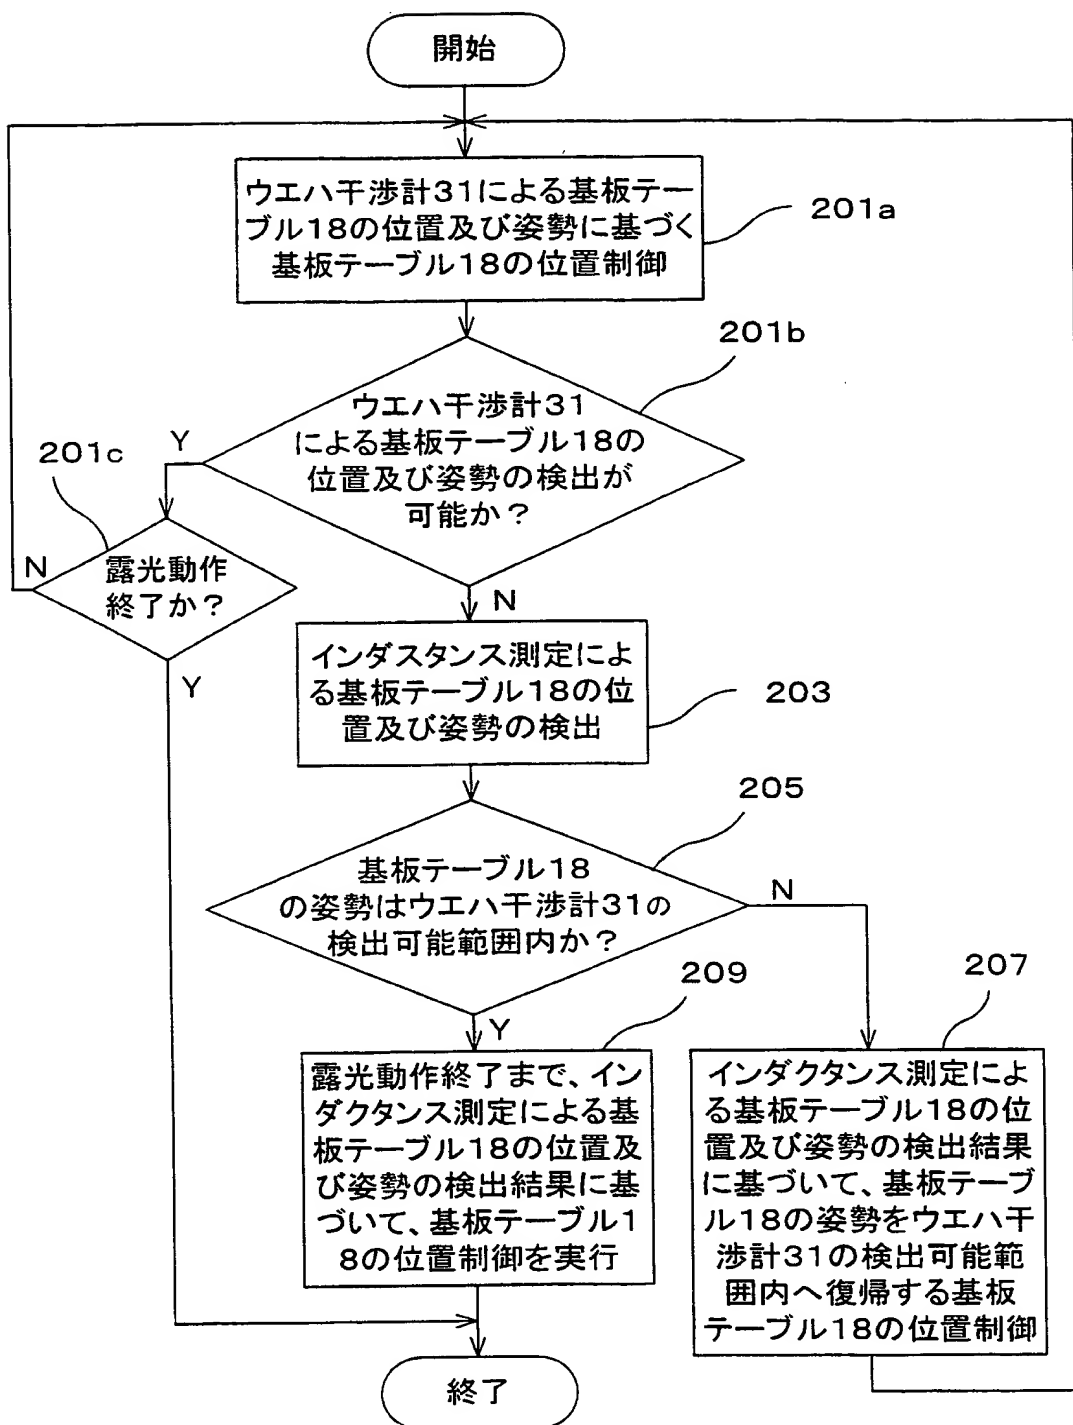 開始
ウエハ干渉計31による基板テー
ブル18の位置及び姿勢に基づく
基板テーブル18の位置制御
201a
201b
ウエハ干渉計31
による基板テーブル18の
位置及び姿勢の検出が
可能か？
Y
201c
露光動作
終了か？
N
Y
N
インダスタンス測定によ
る基板テーブル18の位
置及び姿勢の検出
203
205
基板テーブル18
の姿勢はウエハ干渉計31の
検出可能範囲内か？
N
209
207
Y
露光動作終了まで、イン
ダクタンス測定による基
板テーブル18の位置及
び姿勢の検出結果に基
づいて、基板テーブル1
8の位置制御を実行
インダクタンス測定によ
る基板テーブル18の位
置及び姿勢の検出結果
に基づいて、基板テーブ
ル18の姿勢をウエハ干
渉計31の検出可能範
囲内へ復帰する基板
テーブル18の位置制御
終了